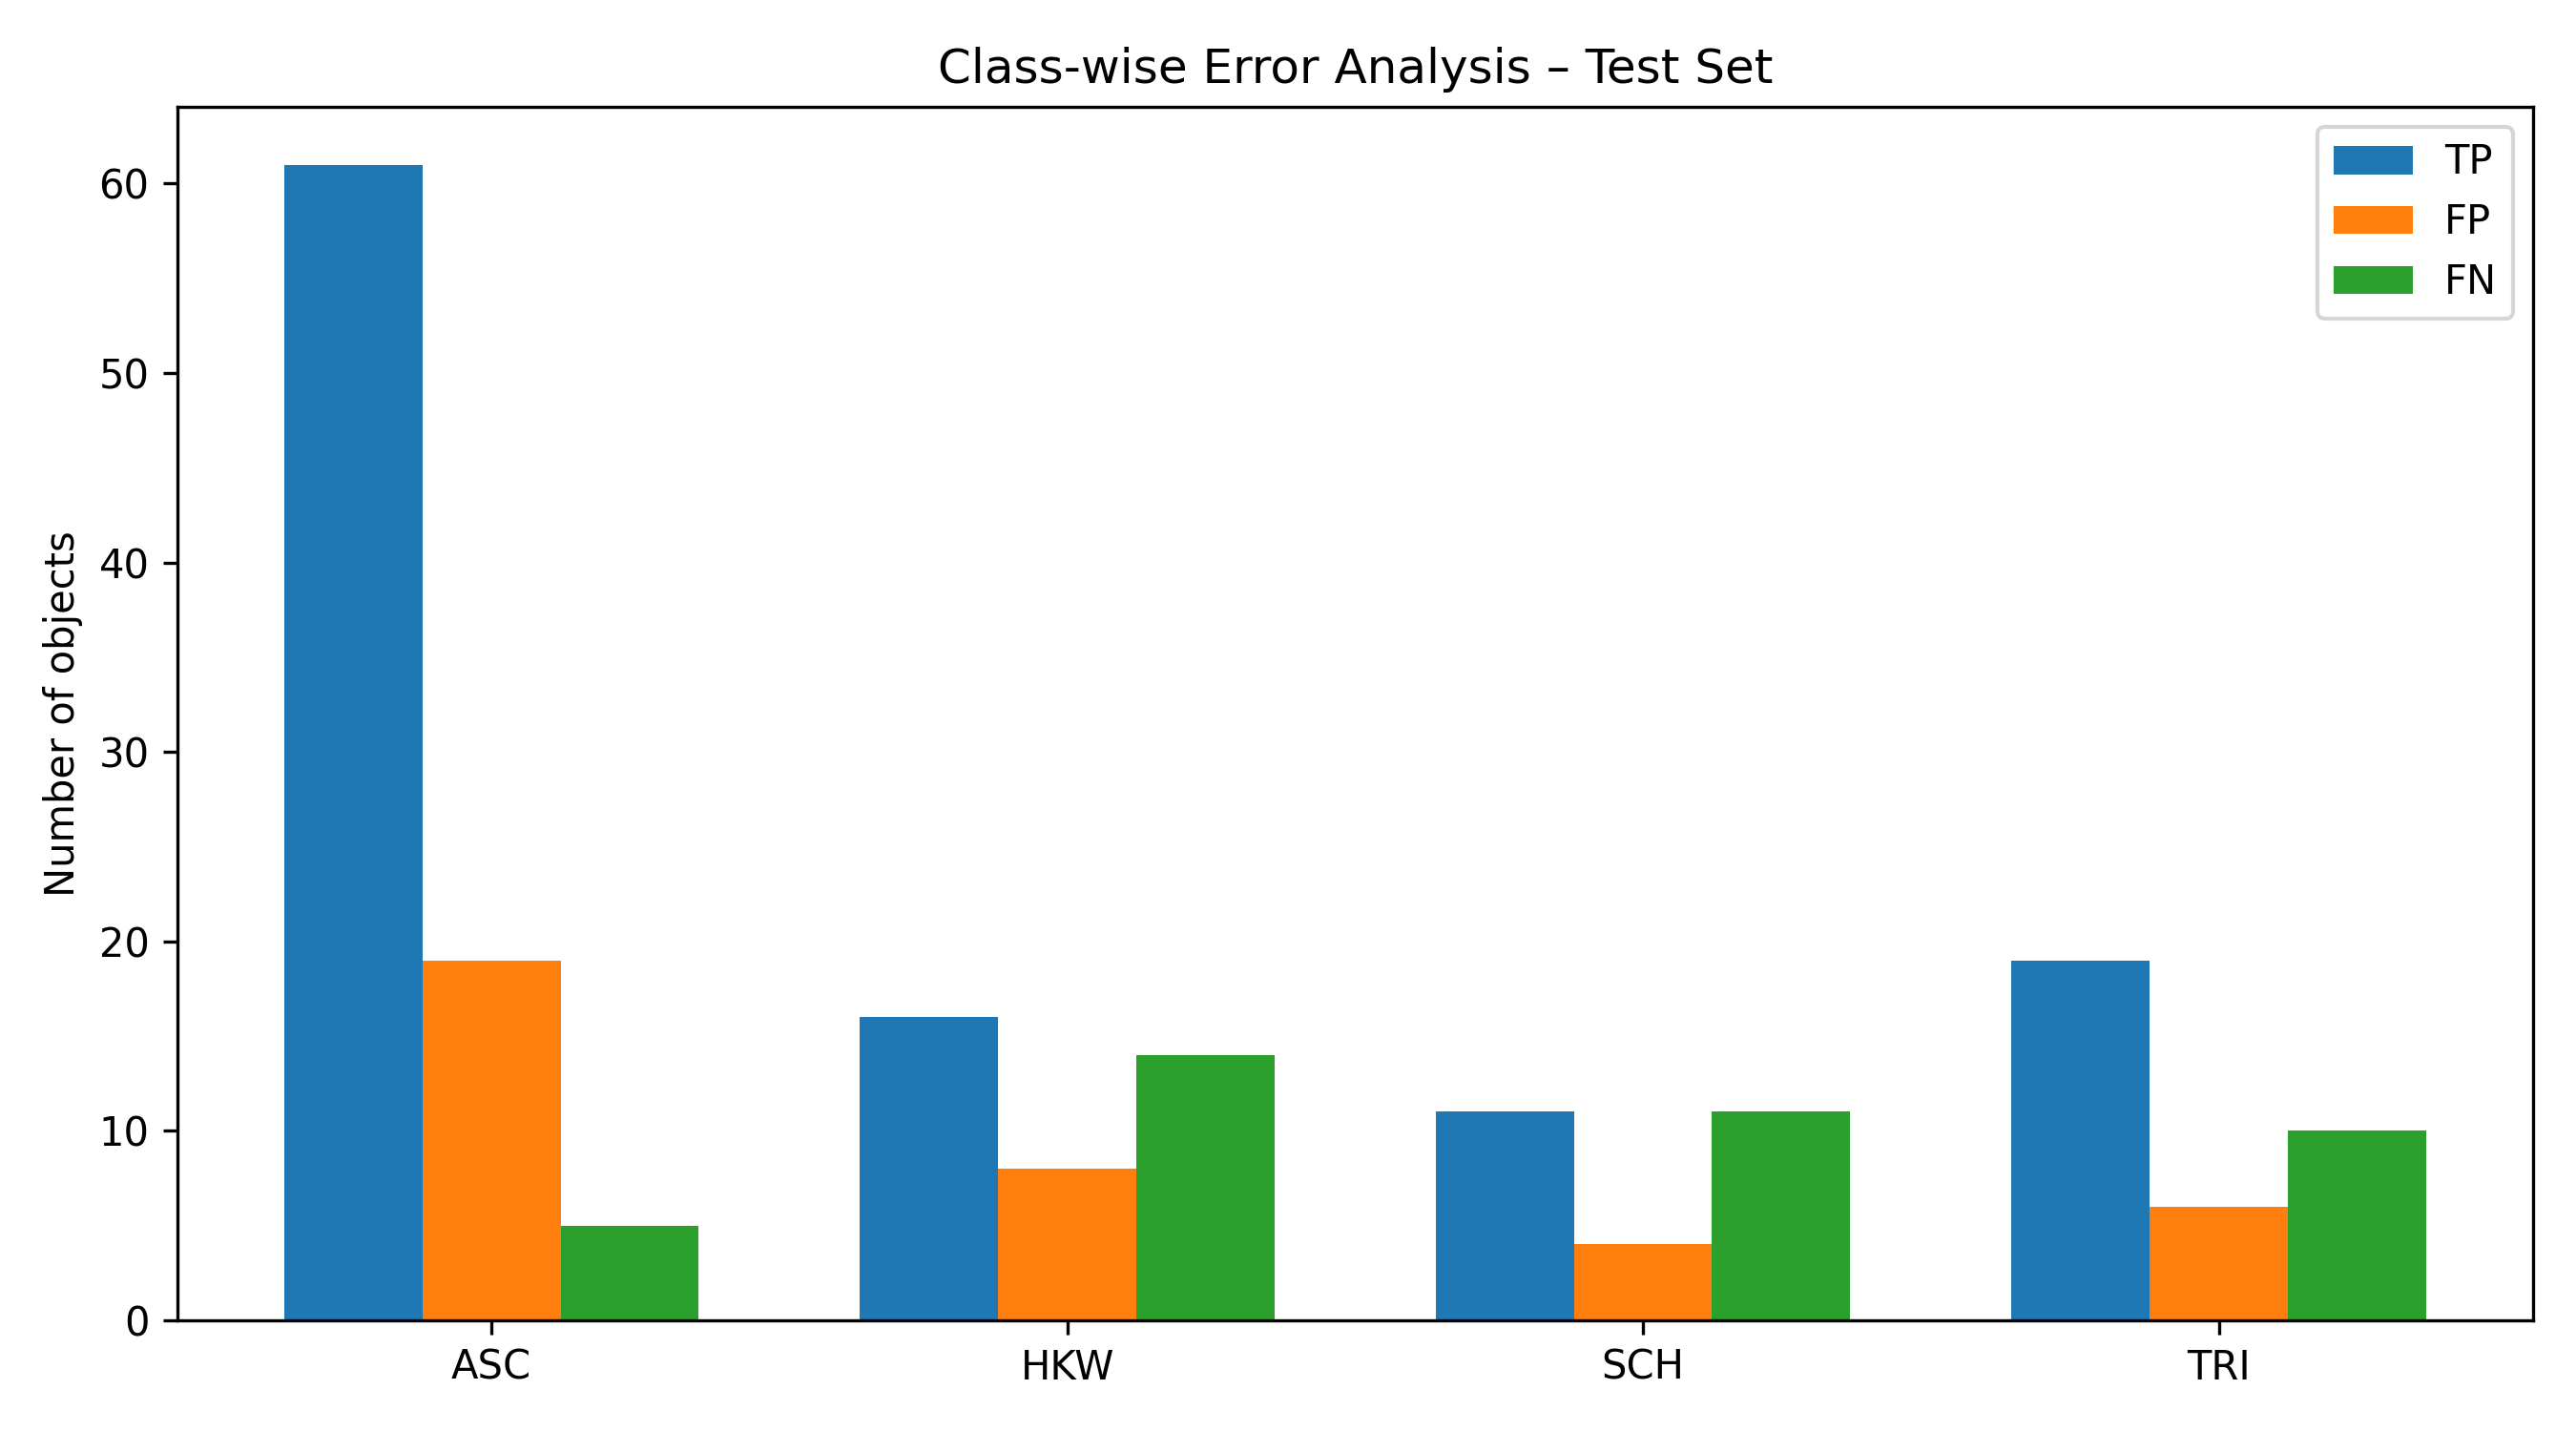 Class-wise Error Analysis – Test Set
TP
FP
FN
Number of objects
60
50
40
30
20
10
0
ASC
HKW
SCH
TRI